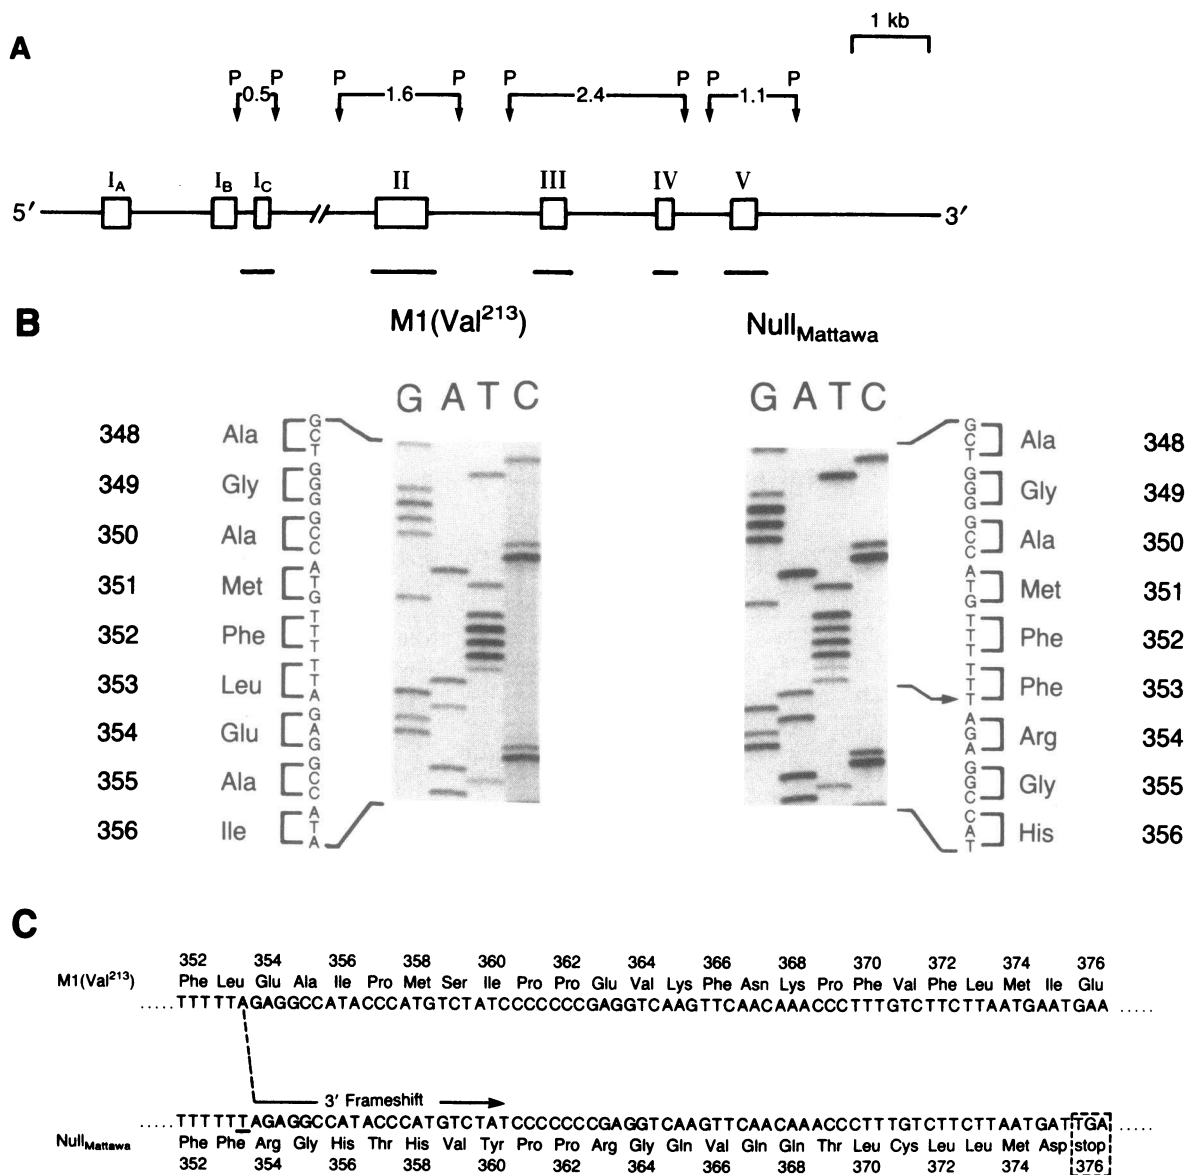 A
1 kb
P P P P P P P P
0.5 1.6 2.4 1.1
I_A I_B I_C II III IV V
5′ 3′
B
M1(Val²¹³)
Null_Mattawa
G A T C
G A T C
348 Ala GCT
349 Gly GGG
350 Ala GCC
351 Met ATG
352 Phe TTT
353 Leu TTA
354 Glu GAG
355 Ala GCC
356 Ile ATA
GCT Ala 348
GGG Gly 349
GCC Ala 350
ATG Met 351
TTT Phe 352
TTT Phe 353
AGA Arg 354
GGC Gly 355
CAT His 356
C
352 354 356 358 360 362 364 366 368 370 372 374 376
M1(Val²¹³) Phe Leu Glu Ala Ile Pro Met Ser Ile Pro Pro Glu Val Lys Phe Asn Lys Pro Phe Val Phe Leu Met Ile Glu
.....TTTTTAGAGGCCATACCCATGTCTATCCCCCCCGAGGTCAAGTTCAACAAACCCTTTGTCTTCTTAATGAATGAA.....
3′ Frameshift
.....TTTTTTAGAGGCCATACCCATGTCTATCCCCCCCGAGGTCAAGTTCAACAAACCCTTTGTCTTCTTAATGATTGA.....
Null_Mattawa Phe Phe Arg Gly His Thr His Val Tyr Pro Pro Arg Gly Gln Val Gln Gln Thr Leu Cys Leu Leu Met Asp stop
352 354 356 358 360 362 364 366 368 370 372 374 376